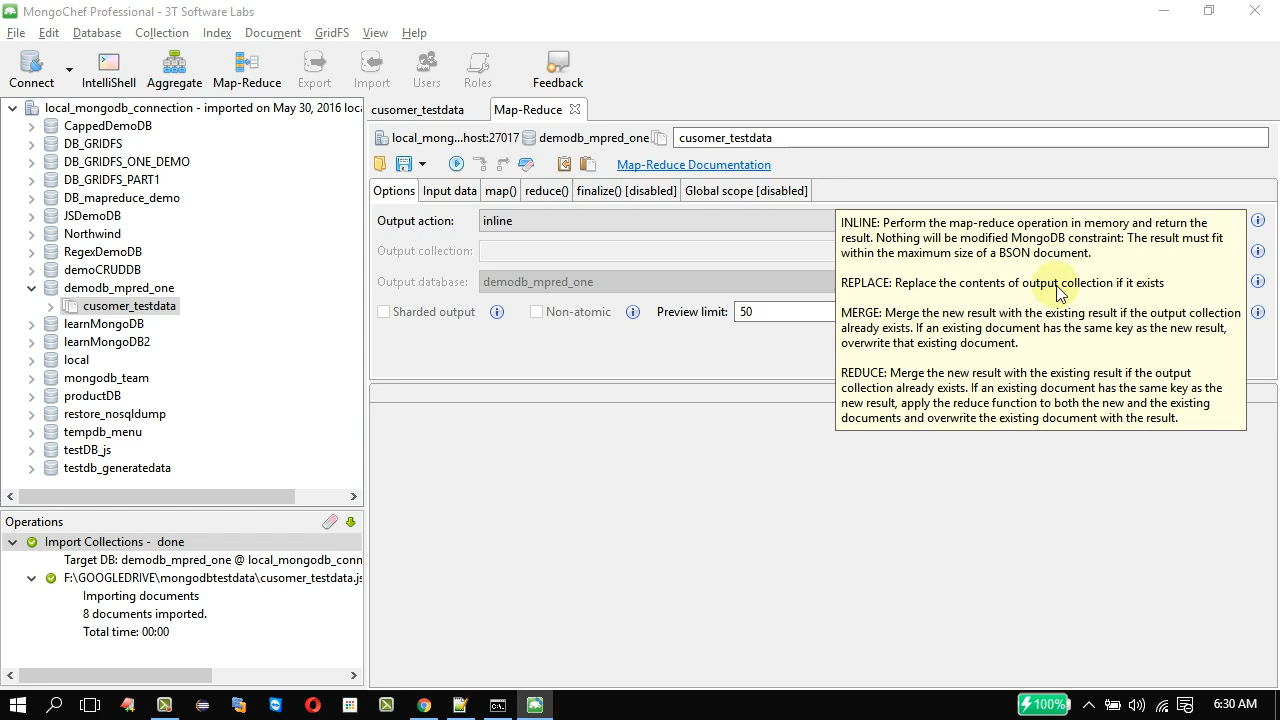 MongoChef Professional - 3T Software Labs
File Edit Database Collection Index Document GridFS View Help
Connect IntelliShell Aggregate Map-Reduce Export Import Users Roles Feedback
local_mongodb_connection - imported on May 30, 2016 loc
CappedDemoDB
DB_GRIDFS
DB_GRIDFS_ONE_DEMO
DB_GRIDFS_PART1
DB_mapreduce_demo
JSDemoDB
Northwind
RegexDemoDB
demoCRUDDB
demodb_mpred_one
cusomer_testdata
learnMongoDB
learnMongoDB2
local
mongodb_team
productDB
restore_nosqldump
tempdb_menu
testDB_js
testdb_generatedata
Operations
Import Collections - done
Target DB: demodb_mpred_one @ local_mongodb_conn
F:\GOOGLEDRIVE\mongodbtestdata\cusomer_testdata.js
Importing documents
8 documents imported.
Total time: 00:00
cusomer_testdata Map-Reduce
local_mong...host:27017 demodb_mpred_one cusomer_testdata
Map-Reduce Documentation
Options Input data map() reduce() finalize() [disabled] Global scope [disabled]
Output action: inline
Output collection:
Output database: demodb_mpred_one
Sharded output Non-atomic Preview limit: 50
INLINE: Perform the map-reduce operation in memory and return the
result. Nothing will be modified MongoDB constraint: The result must fit
within the maximum size of a BSON document.
REPLACE: Replace the contents of output collection if it exists
MERGE: Merge the new result with the existing result if the output collection
already exists. If an existing document has the same key as the new result,
overwrite that existing document.
REDUCE: Merge the new result with the existing result if the output
collection already exists. If an existing document has the same key as the
new result, apply the reduce function to both the new and the existing
documents and overwrite the existing document with the result.
100% 6:30 AM